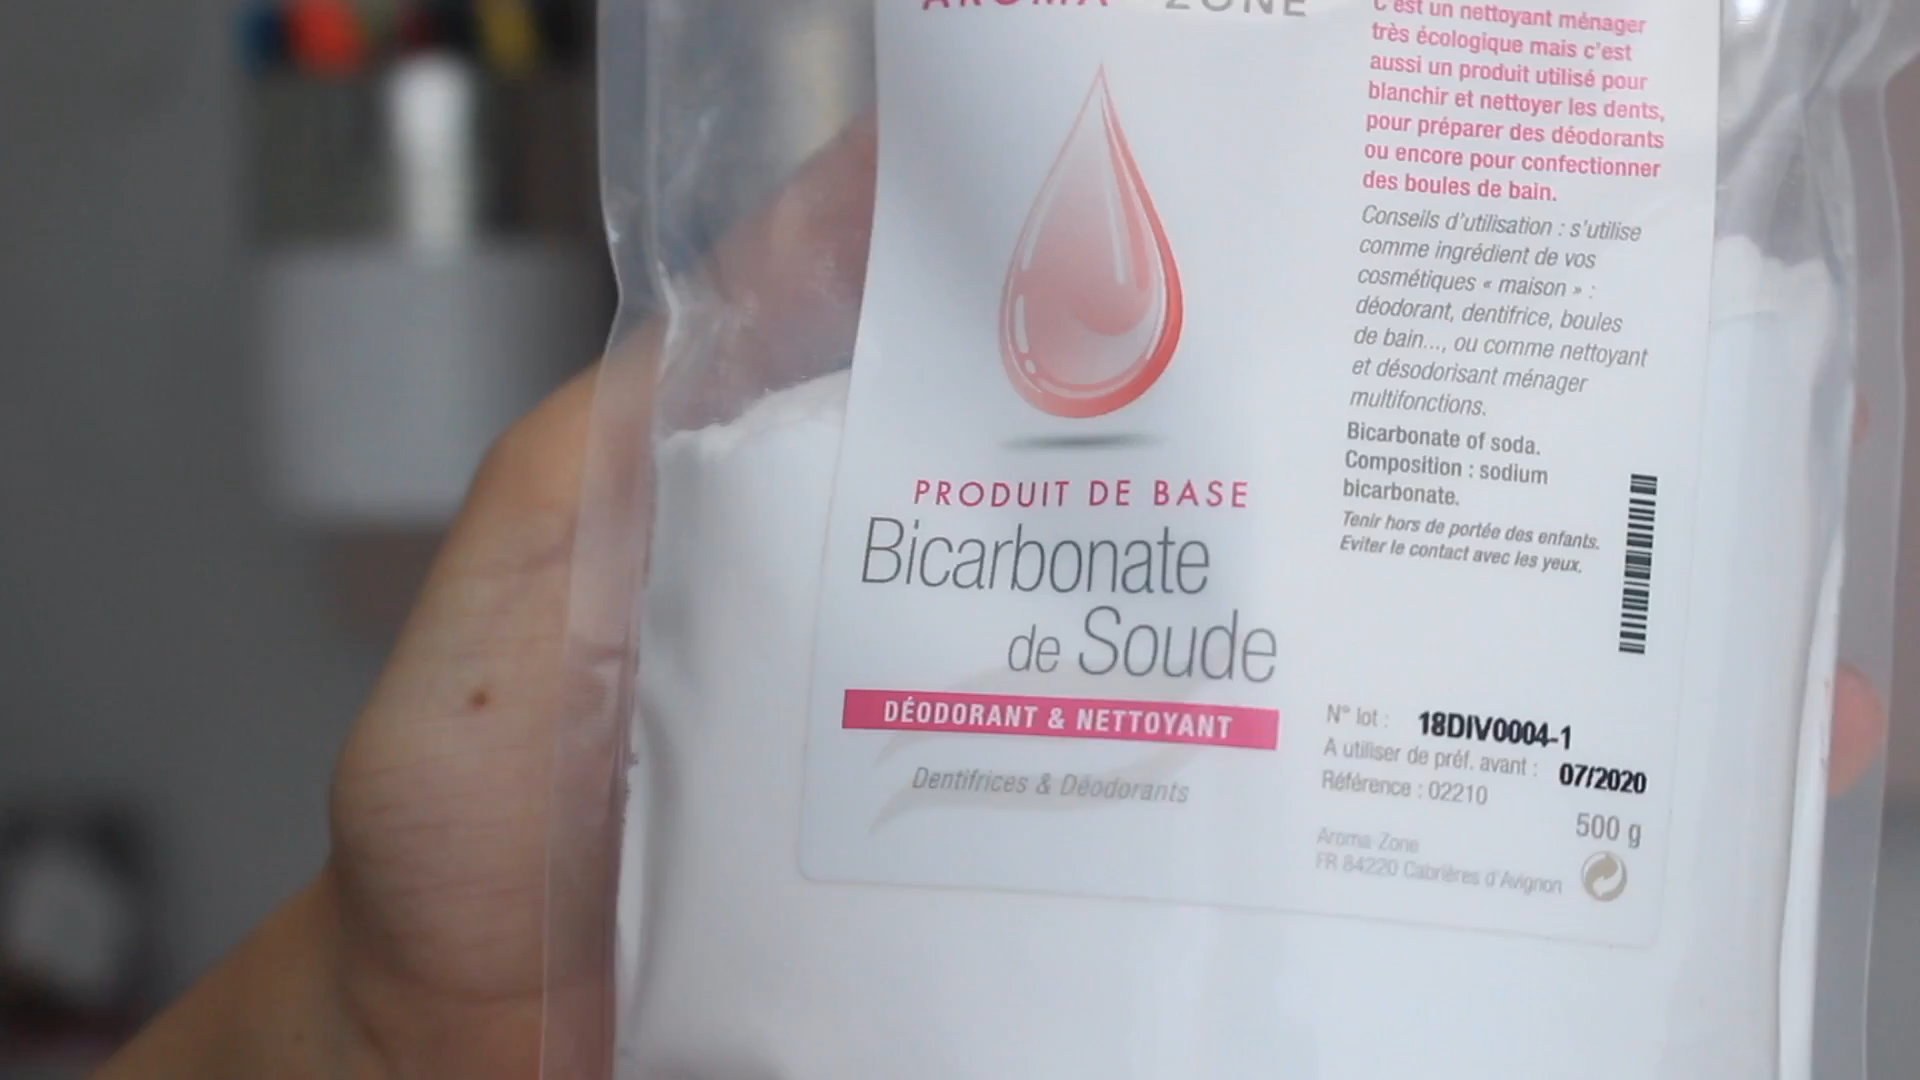 AROMA ZONE
PRODUIT DE BASE
Bicarbonate
de Soude
DÉODORANT & NETTOYANT
Dentifrices & Déodorants
C'est un nettoyant ménager
très écologique mais c'est
aussi un produit utilisé pour
blanchir et nettoyer les dents,
pour préparer des déodorants
ou encore pour confectionner
des boules de bain.
Conseils d'utilisation : s'utilise
comme ingrédient de vos
cosmétiques « maison » :
déodorant, dentifrice, boules
de bain..., ou comme nettoyant
et désodorisant ménager
multifonctions.
Bicarbonate of soda.
Composition : sodium
bicarbonate.
Tenir hors de portée des enfants.
Eviter le contact avec les yeux.
N° lot : 18DIV0004-1
A utiliser de préf. avant : 07/2020
Référence : 02210
500 g
Aroma Zone
FR 84220 Cabrières d'Avignon